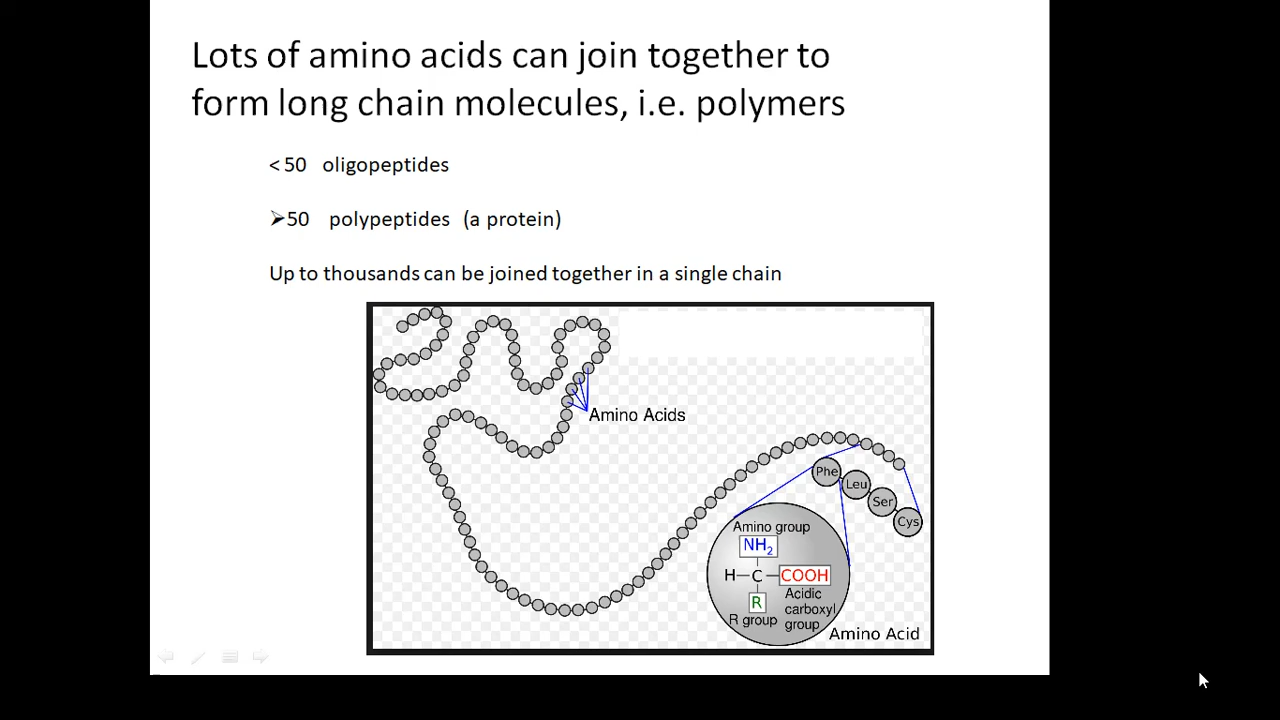 Lots of amino acids can join together to
form long chain molecules, i.e. polymers
< 50 oligopeptides
➢50 polypeptides (a protein)
Up to thousands can be joined together in a single chain
Amino Acids
Phe
Leu
Ser
Cys
Amino group
NH₂
H–C–COOH
R
Acidic
carboxyl
group
R group
Amino Acid